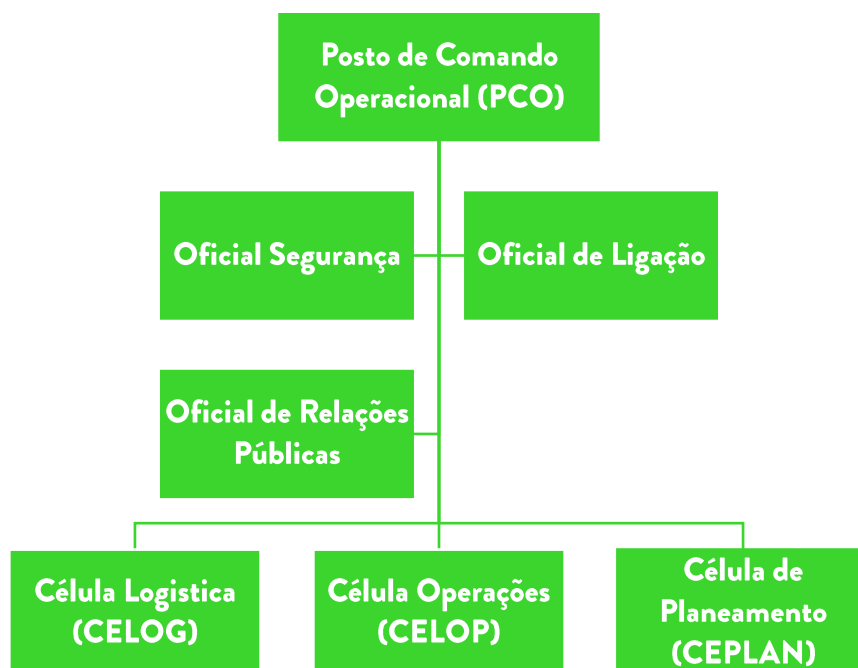 Posto de Comando
Operacional (PCO)
Oficial Segurança
Oficial de Ligação
Oficial de Relações
Públicas
Célula Logistica
(CELOG)
Célula Operações
(CELOP)
Célula de
Planeamento
(CEPLAN)